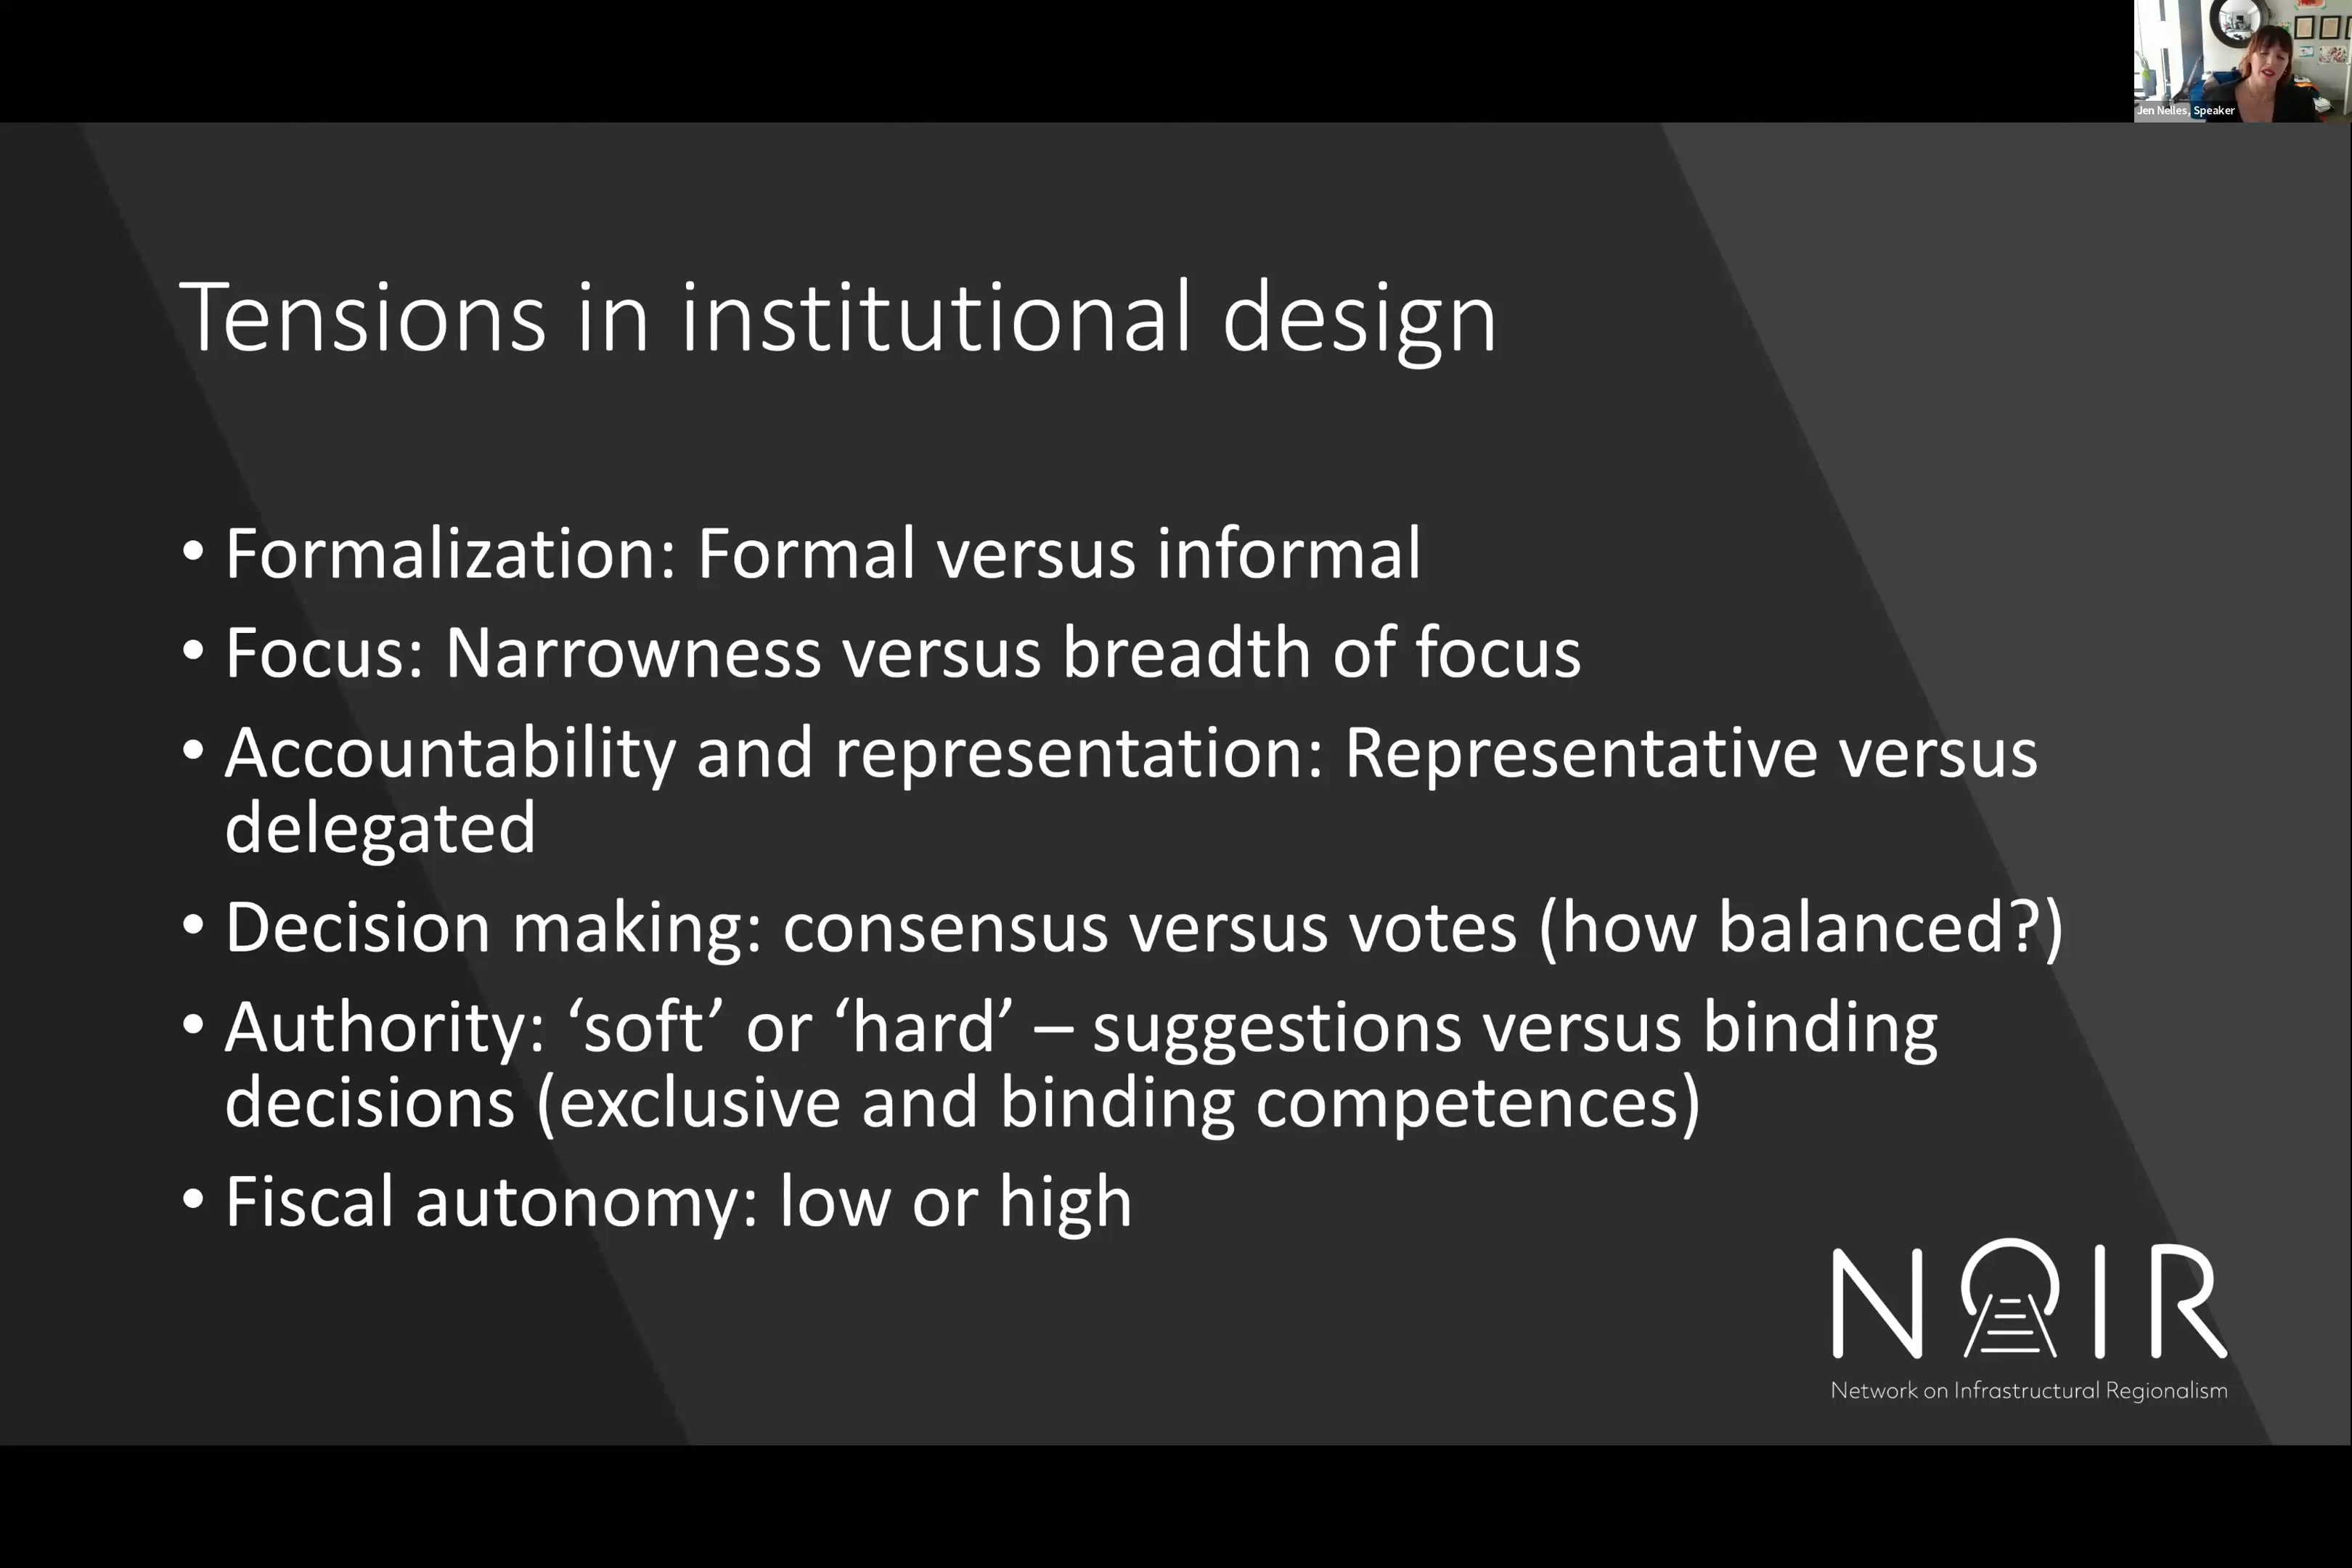 Jen Nelles, Speaker
Tensions in institutional design
• Formalization: Formal versus informal
• Focus: Narrowness versus breadth of focus
• Accountability and representation: Representative versus
delegated
• Decision making: consensus versus votes (how balanced?)
• Authority: ‘soft’ or ‘hard’ – suggestions versus binding
decisions (exclusive and binding competences)
• Fiscal autonomy: low or high
NOIR
Network on Infrastructural Regionalism